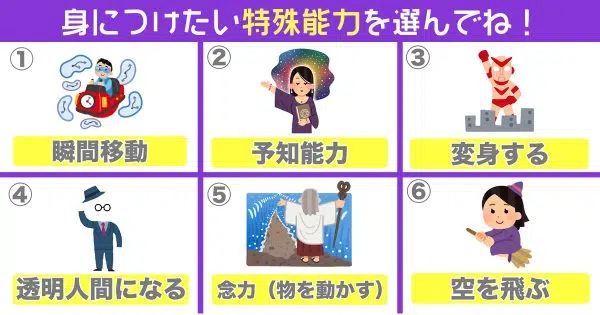 身につけたい特殊能力を選んでね！
①
瞬間移動
②
予知能力
③
変身する
④
透明人間になる
⑤
念力（物を動かす）
⑥
空を飛ぶ